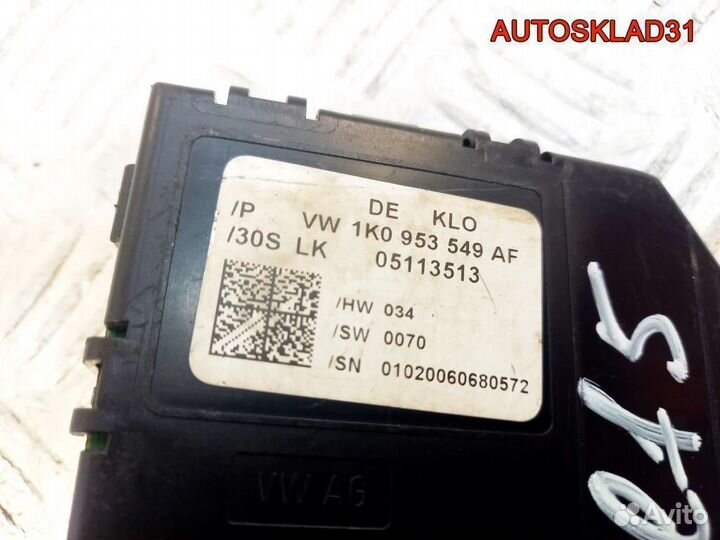 AUTOSKLAD31
DE KLO
/P VW 1K0 953 549 AF
/30S LK 05113513
/HW 034
/SW 0070
/SN 01020060680572
VW AG
Avito